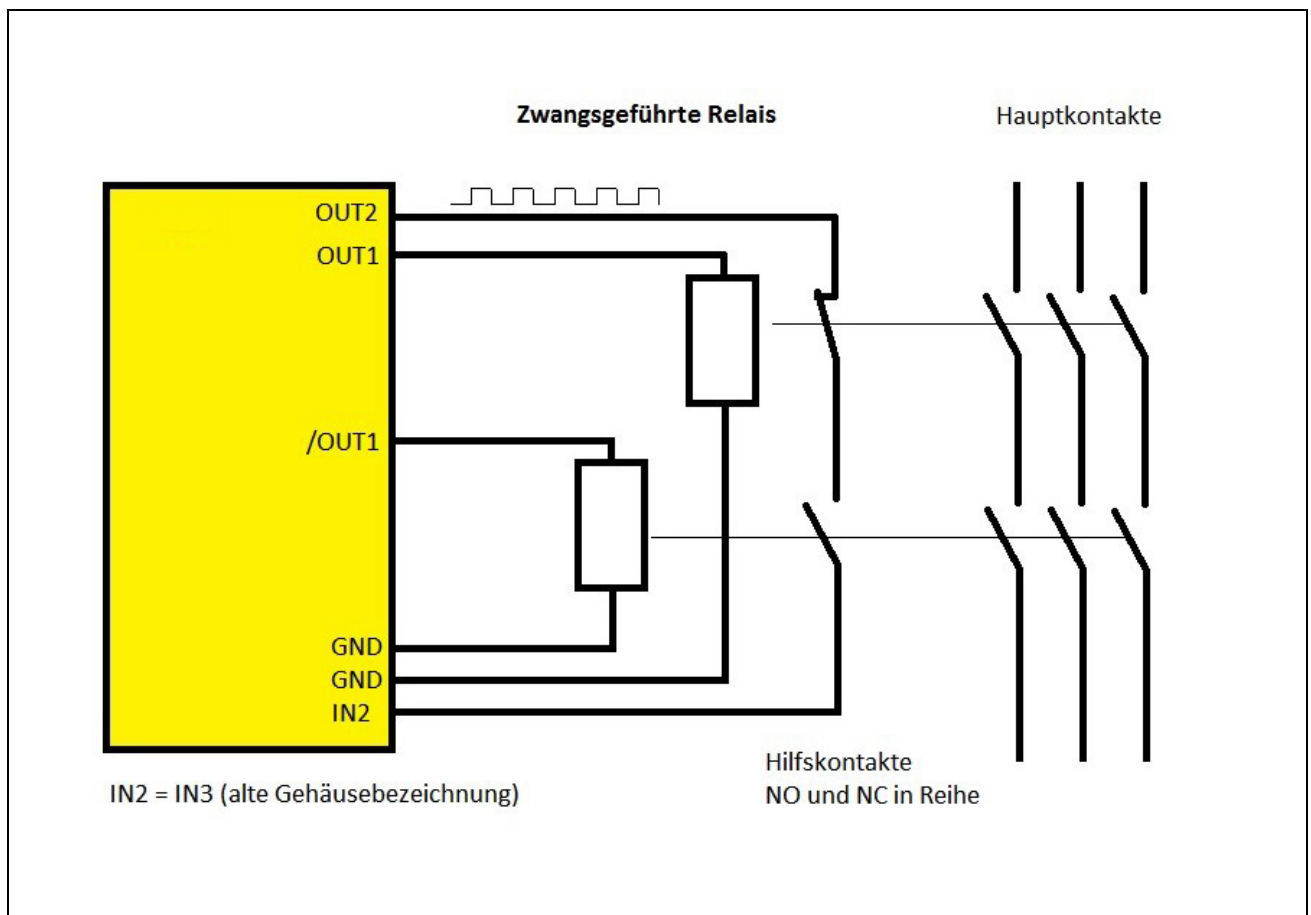 Zwangsgeführte Relais
Hauptkontakte
OUT2
OUT1
/OUT1
GND
GND
IN2
IN2 = IN3 (alte Gehäusebezeichnung)
Hilfskontakte
NO und NC in Reihe